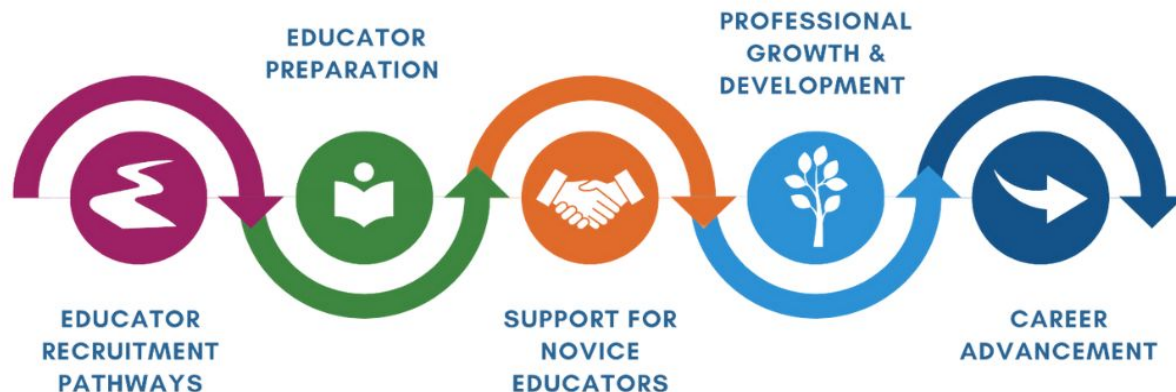 EDUCATOR
RECRUITMENT
PATHWAYS
EDUCATOR
PREPARATION
SUPPORT FOR
NOVICE
EDUCATORS
PROFESSIONAL
GROWTH &
DEVELOPMENT
CAREER
ADVANCEMENT